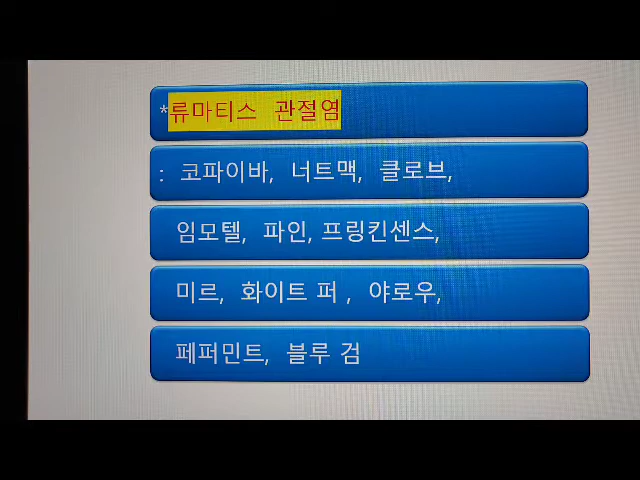 *류마티스 관절염
: 코파이바, 너트맥, 클로브,
임모텔, 파인, 프링킨센스,
미르, 화이트 퍼 , 야로우,
페퍼민트, 블루 검